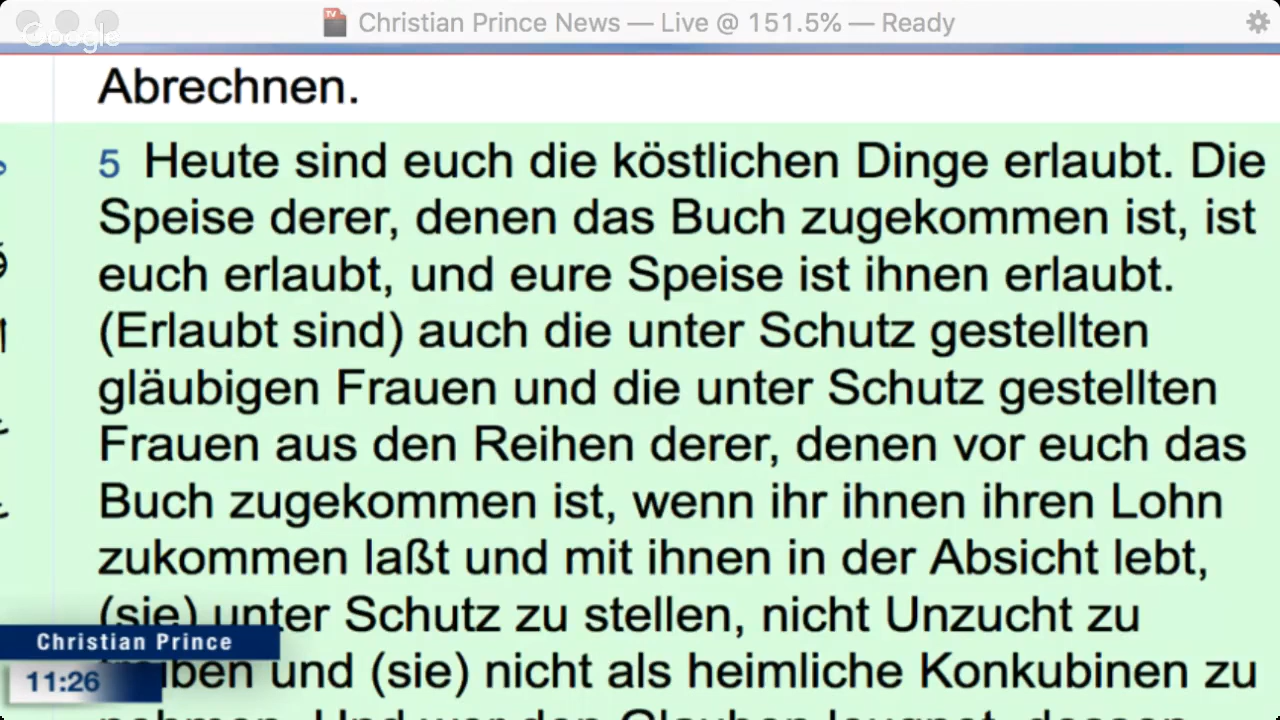 TV
Christian Prince News — Live @ 151.5% — Ready
Google
Abrechnen.
5 Heute sind euch die köstlichen Dinge erlaubt. Die
Speise derer, denen das Buch zugekommen ist, ist
euch erlaubt, und eure Speise ist ihnen erlaubt.
(Erlaubt sind) auch die unter Schutz gestellten
gläubigen Frauen und die unter Schutz gestellten
Frauen aus den Reihen derer, denen vor euch das
Buch zugekommen ist, wenn ihr ihnen ihren Lohn
zukommen laßt und mit ihnen in der Absicht lebt,
(sie) unter Schutz zu stellen, nicht Unzucht zu
Christian Prince
und (sie) nicht als heimliche Konkubinen zu
11:26